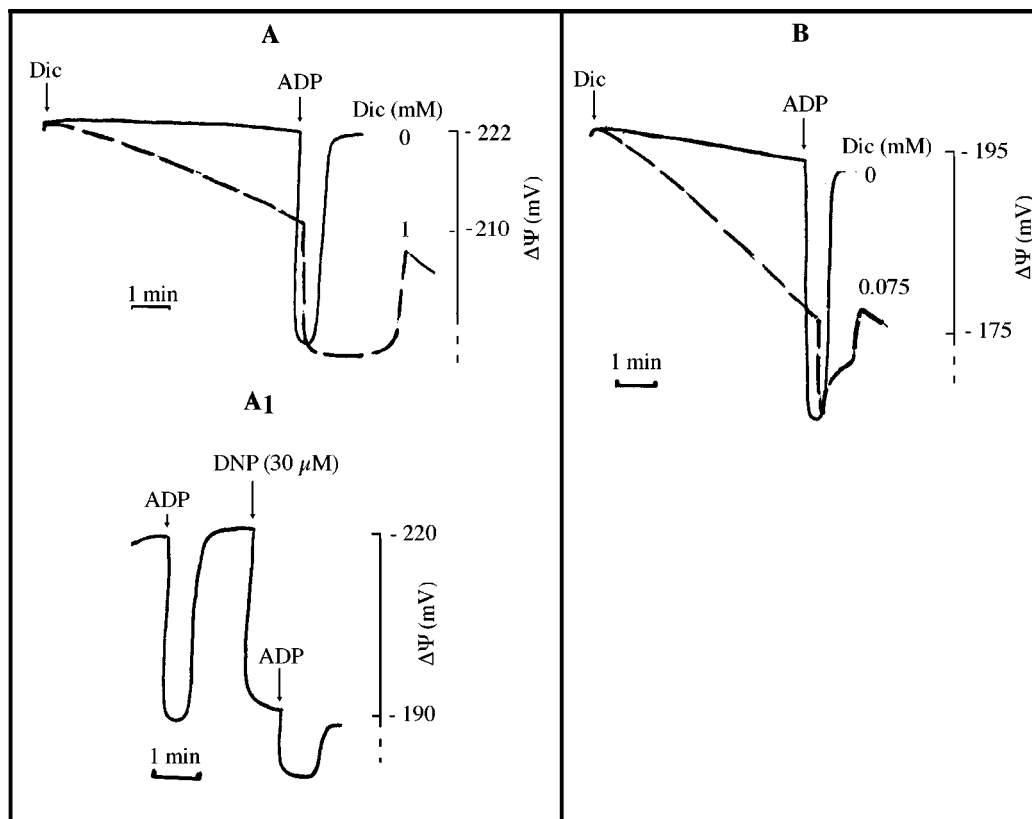 A
Dic
ADP
Dic (mM)
0
- 222
1
-210
ΔΨ (mV)
1 min
A1
DNP (30 μM)
ADP
- 220
ADP
ΔΨ (mV)
- 190
1 min
B
Dic
ADP
- 195
Dic (mM)
0
ΔΨ (mV)
0.075
- 175
1 min